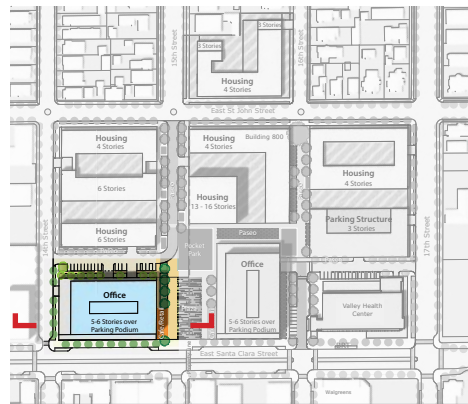 15th Street
3 Stories
3 Stories
Housing
4 Stories
16th Street
East St John Street
Housing
4 Stories
6 Stories
Housing
6 Stories
Housing
4 Stories
Building 800
Housing
13 - 16 Stories
Housing
4 Stories
Parking Structure
3 Stories
14th Street
17th Street
Pocket
Park
Paseo
Office
5-6 Stories over
Parking Podium
Retail
Office
5-6 Stories over
Parking Podium
Valley Health
Center
East Santa Clara Street
Walgreens